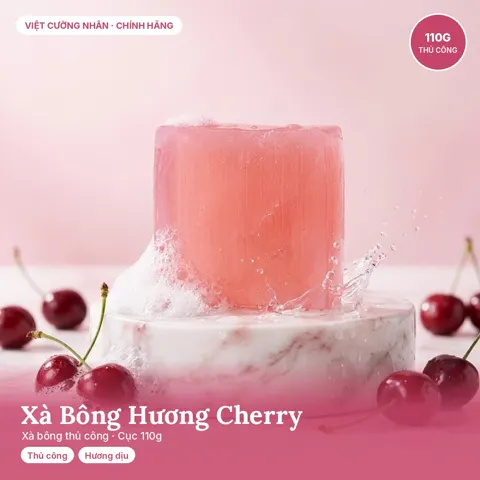 VIỆT CƯỜNG NHÂN · CHÍNH HÃNG
110G
THỦ CÔNG
Xà Bông Hương Cherry
Xà bông thủ công · Cục 110g
Thủ công
Hương dịu